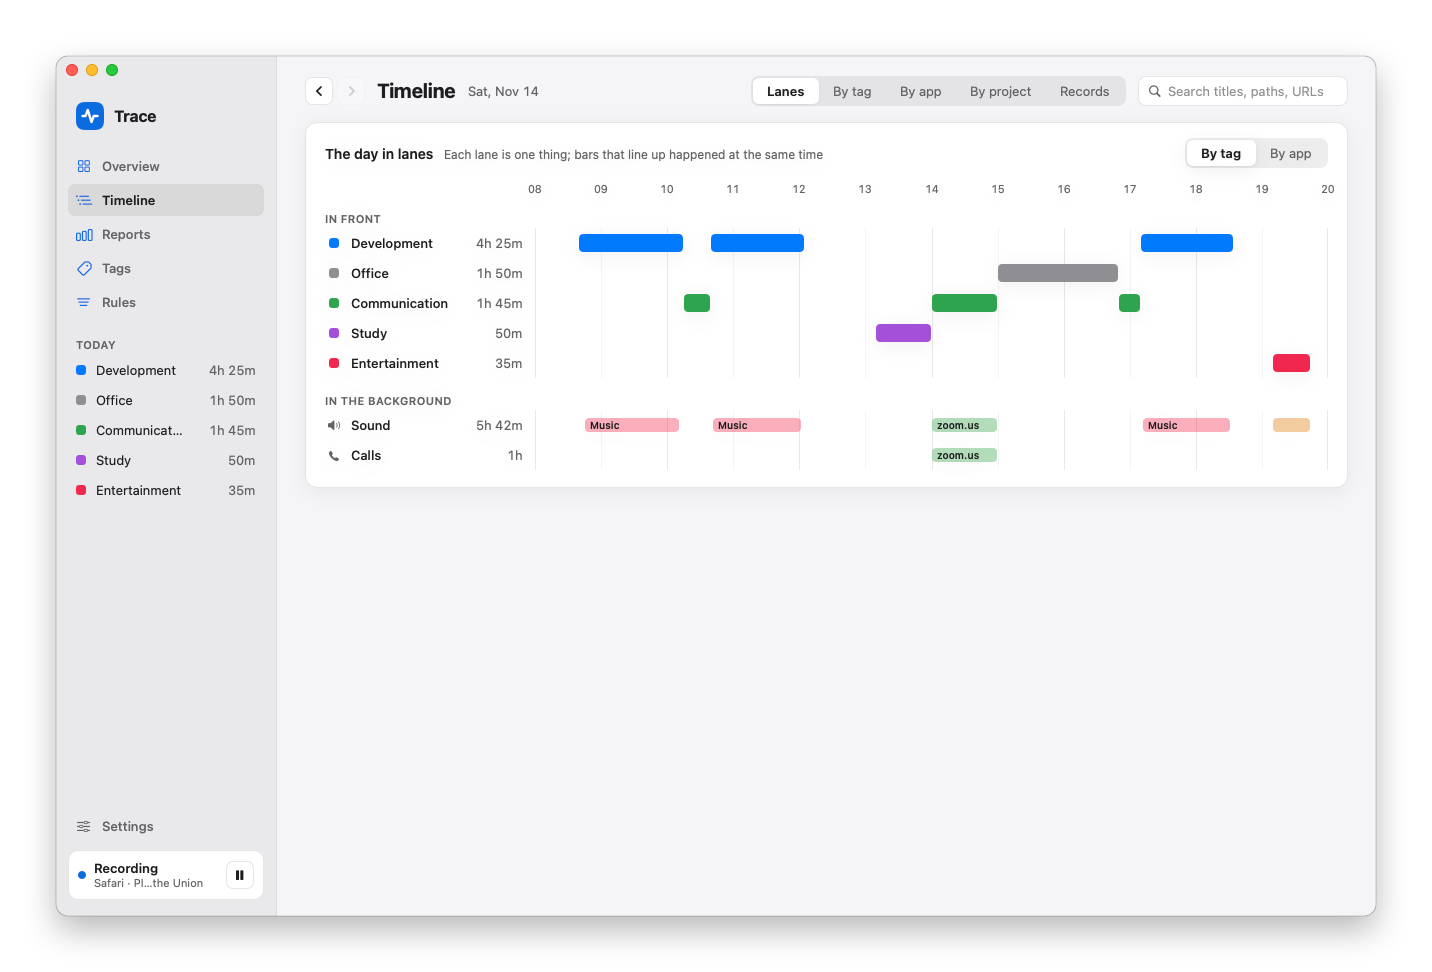 Trace
Overview
Timeline
Reports
Tags
Rules
TODAY
Development 4h 25m
Office 1h 50m
Communicat... 1h 45m
Study 50m
Entertainment 35m
Settings
Recording
Safari · Pl...the Union
Timeline Sat, Nov 14
Lanes By tag By app By project Records
Search titles, paths, URLs
The day in lanes Each lane is one thing; bars that line up happened at the same time
By tag By app
08 09 10 11 12 13 14 15 16 17 18 19 20
IN FRONT
Development 4h 25m
Office 1h 50m
Communication 1h 45m
Study 50m
Entertainment 35m
IN THE BACKGROUND
Sound 5h 42m Music Music zoom.us Music
Calls 1h zoom.us